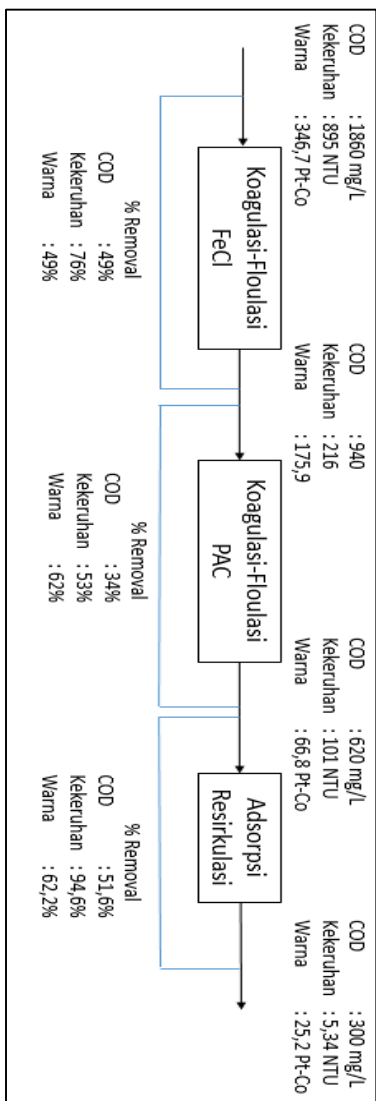 COD : 1860 mg/L
Kekeruhan : 895 NTU
Warna : 346,7 Pt-Co
Koagulasi-Floulasi
FeCl
% Removal
COD : 49%
Kekeruhan : 76%
Warna : 49%
COD : 940
Kekeruhan : 216
Warna : 175,9
Koagulasi-Floulasi
PAC
% Removal
COD : 34%
Kekeruhan : 53%
Warna : 62%
COD : 620 mg/L
Kekeruhan : 101 NTU
Warna : 66,8 Pt-Co
Adsorpsi
Resirkulasi
% Removal
COD : 51,6%
Kekeruhan : 94,6%
Warna : 62,2%
COD : 300 mg/L
Kekeruhan : 5,34 NTU
Warna : 25,2 Pt-Co